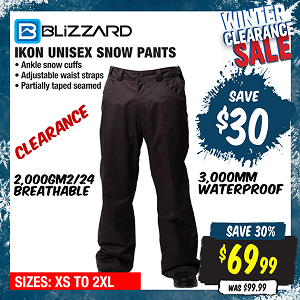 BLIZZARD
IKON UNISEX SNOW PANTS
• Ankle snow cuffs
• Adjustable waist straps
• Partially taped seamed
WINTER
CLEARANCE
SALE
SAVE
$30
CLEARANCE
2,000GM2/24
BREATHABLE
3,000MM
WATERPROOF
SAVE 30%
$69.99
WAS $99.99
SIZES: XS TO 2XL